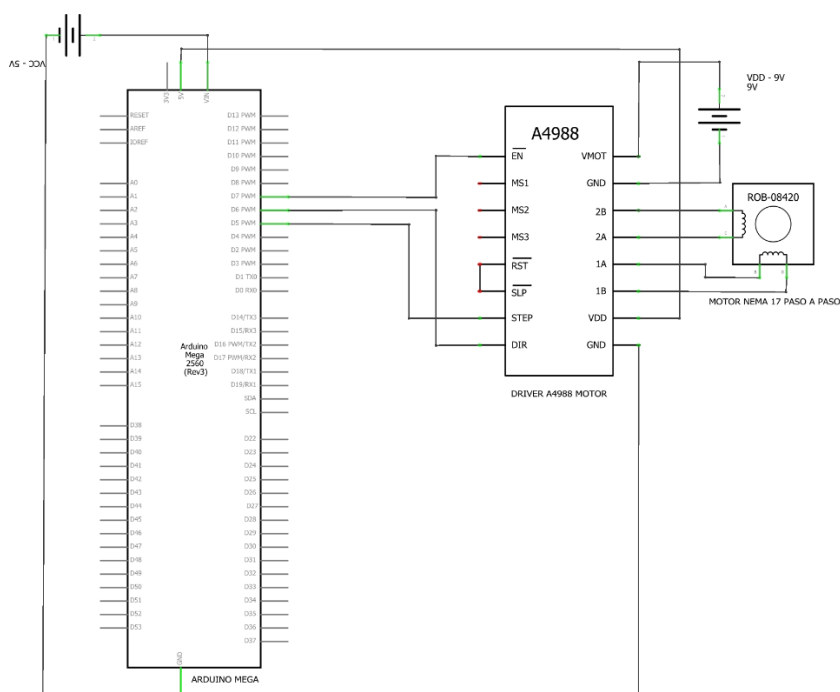 VCC - 5V
3V3
5V
VIN
RESET
AREF
IOREF
A0
A1
A2
A3
A4
A5
A6
A7
A8
A9
A10
A11
A12
A13
A14
A15
D38
D39
D40
D41
D42
D43
D44
D45
D46
D47
D48
D49
D50
D51
D52
D53
D13 PWM
D12 PWM
D11 PWM
D10 PWM
D9 PWM
D8 PWM
D7 PWM
D6 PWM
D5 PWM
D4 PWM
D2 PWM
D3 PWM
D1 TX0
D0 RX0
D14/TX3
D15/RX3
D16 PWM/TX2
D17 PWM/RX2
D18/TX1
D19/RX1
SDA
SCL
D22
D23
D24
D25
D26
D27
D28
D29
D30
D31
D32
D33
D34
D35
D36
D37
Arduino
Mega
2560
(Rev3)
GND
ARDUINO MEGA
A4988
EN
MS1
MS2
MS3
RST
SLP
STEP
DIR
VMOT
GND
2B
2A
1A
1B
VDD
GND
DRIVER A4988 MOTOR
VDD - 9V
9V
ROB-08420
MOTOR NEMA 17 PASO A PASO